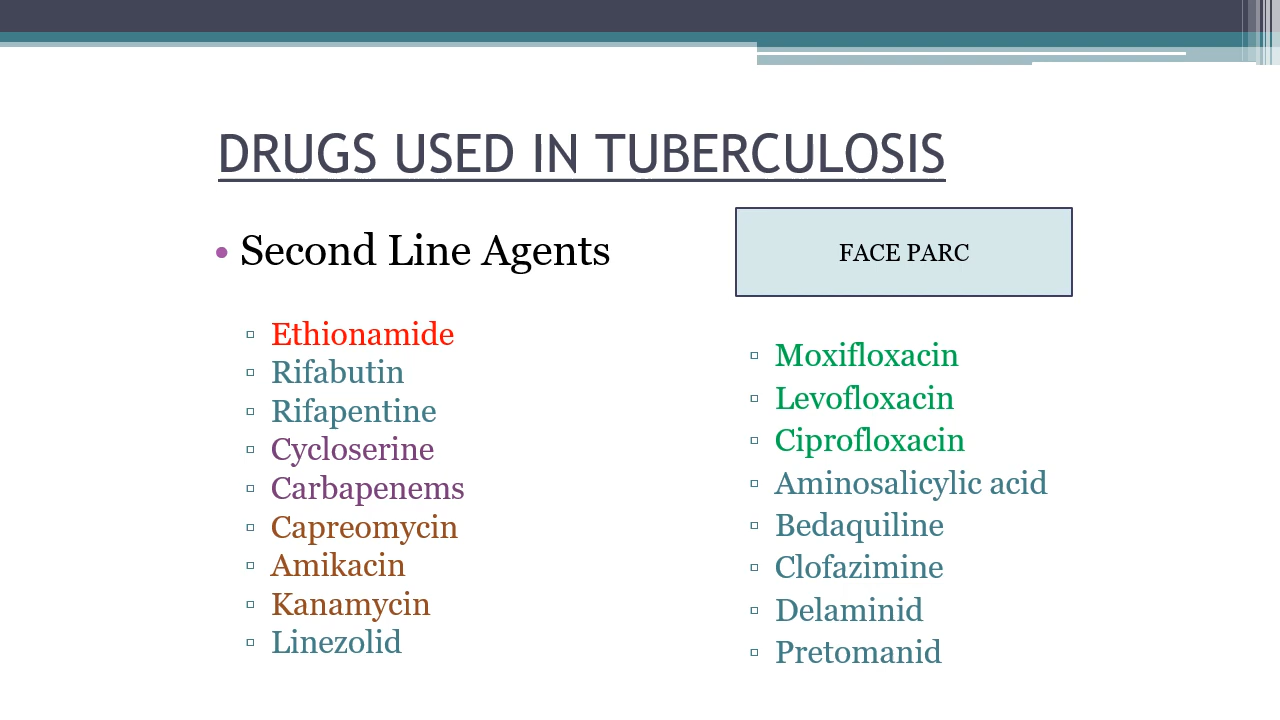 DRUGS USED IN TUBERCULOSIS
• Second Line Agents
▫ Ethionamide
▫ Rifabutin
▫ Rifapentine
▫ Cycloserine
▫ Carbapenems
▫ Capreomycin
▫ Amikacin
▫ Kanamycin
▫ Linezolid
FACE PARC
▫ Moxifloxacin
▫ Levofloxacin
▫ Ciprofloxacin
▫ Aminosalicylic acid
▫ Bedaquiline
▫ Clofazimine
▫ Delaminid
▫ Pretomanid